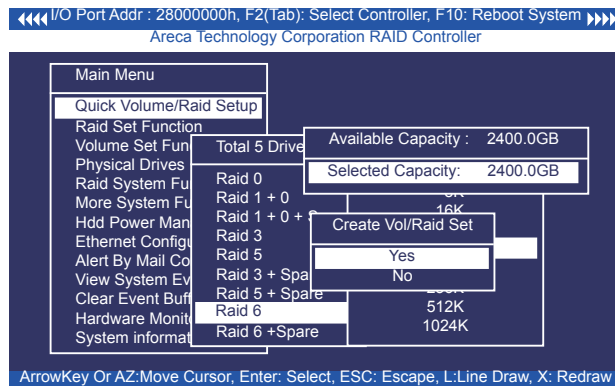 I/O Port Addr : 28000000h, F2(Tab): Select Controller, F10: Reboot System
Areca Technology Corporation RAID Controller
Main Menu
Quick Volume/Raid Setup
Raid Set Function
Volume Set Fun
Physical Drives
Raid System Fu
More System Fu
Hdd Power Man
Ethernet Configu
Alert By Mail Co
View System Ev
Clear Event Buff
Hardware Monit
System informat
Total 5 Drive
Raid 0
Raid 1 + 0
Raid 1 + 0 +
Raid 3
Raid 5
Raid 3 + Spa
Raid 5 + Spare
Raid 6
Raid 6 +Spare
Available Capacity : 2400.0GB
Selected Capacity: 2400.0GB
16K
Create Vol/Raid Set
Yes
No
512K
1024K
ArrowKey Or AZ:Move Cursor, Enter: Select, ESC: Escape, L:Line Draw, X: Redraw